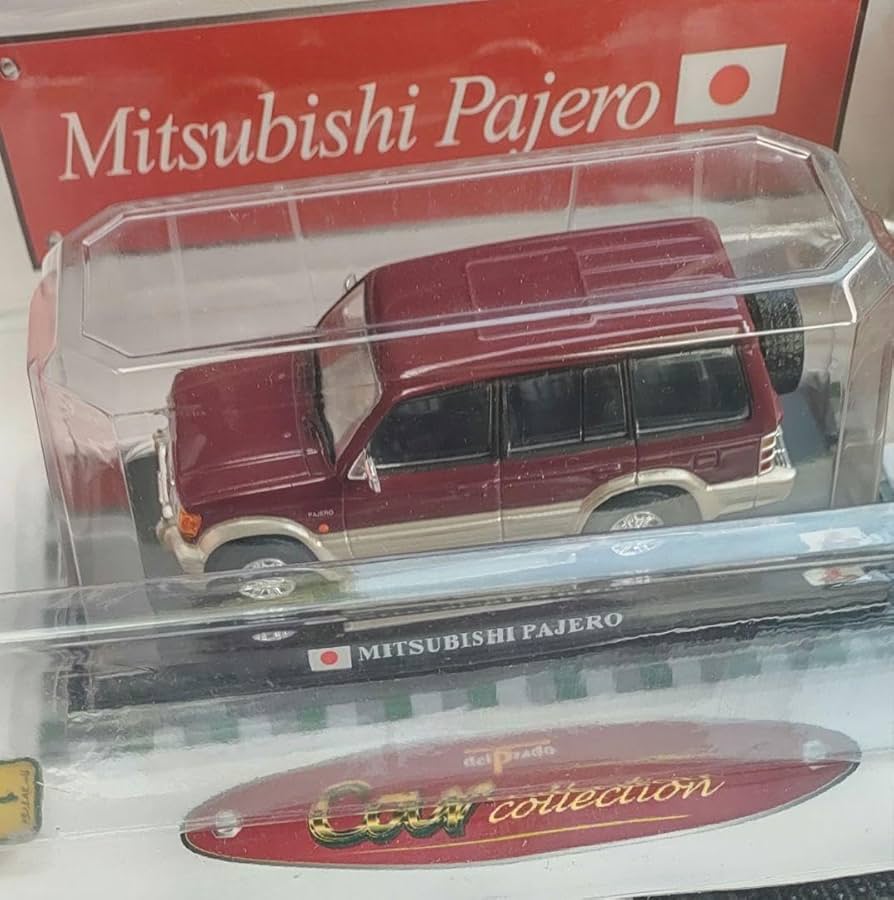 Mitsubishi Pajero
PAJERO
MITSUBISHI PAJERO
del Prado
Car collection